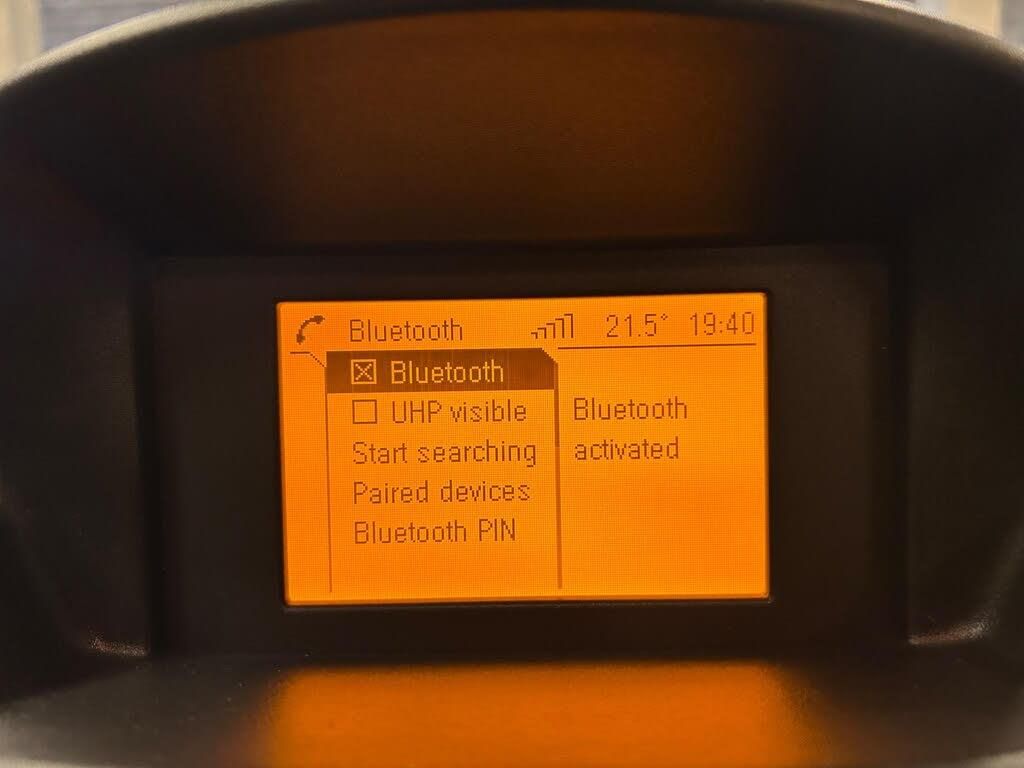 Bluetooth 21.5° 19:40
Bluetooth
UHP visible
Start searching
Paired devices
Bluetooth PIN
Bluetooth
activated